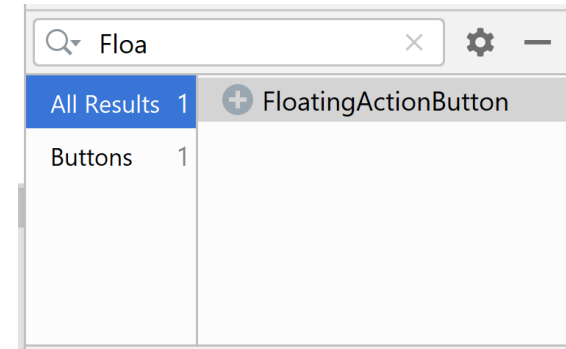 Floa
All Results 1
FloatingActionButton
Buttons 1